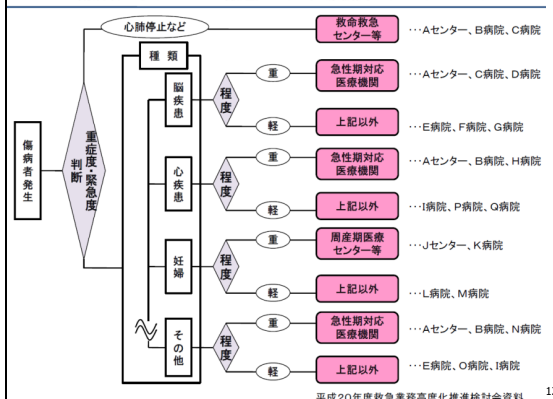 心肺停止など
救命救急
センター等
･･･Aセンター、B病院、C病院
種類
脳疾患
程度
重
急性期対応
医療機関
･･･Aセンター、C病院、D病院
軽
上記以外
･･･E病院、F病院、G病院
傷病者発生
重症度・緊急度
判断
心疾患
程度
重
急性期対応
医療機関
･･･Aセンター、B病院、H病院
軽
上記以外
･･･I病院、P病院、Q病院
妊婦
程度
重
周産期医療
センター等
･･･Jセンター、K病院
軽
上記以外
･･･L病院、M病院
その他
程度
重
急性期対応
医療機関
･･･Aセンター、B病院、N病院
軽
上記以外
･･･E病院、O病院、I病院
平成20年度救急業務高度化推進検討会資料